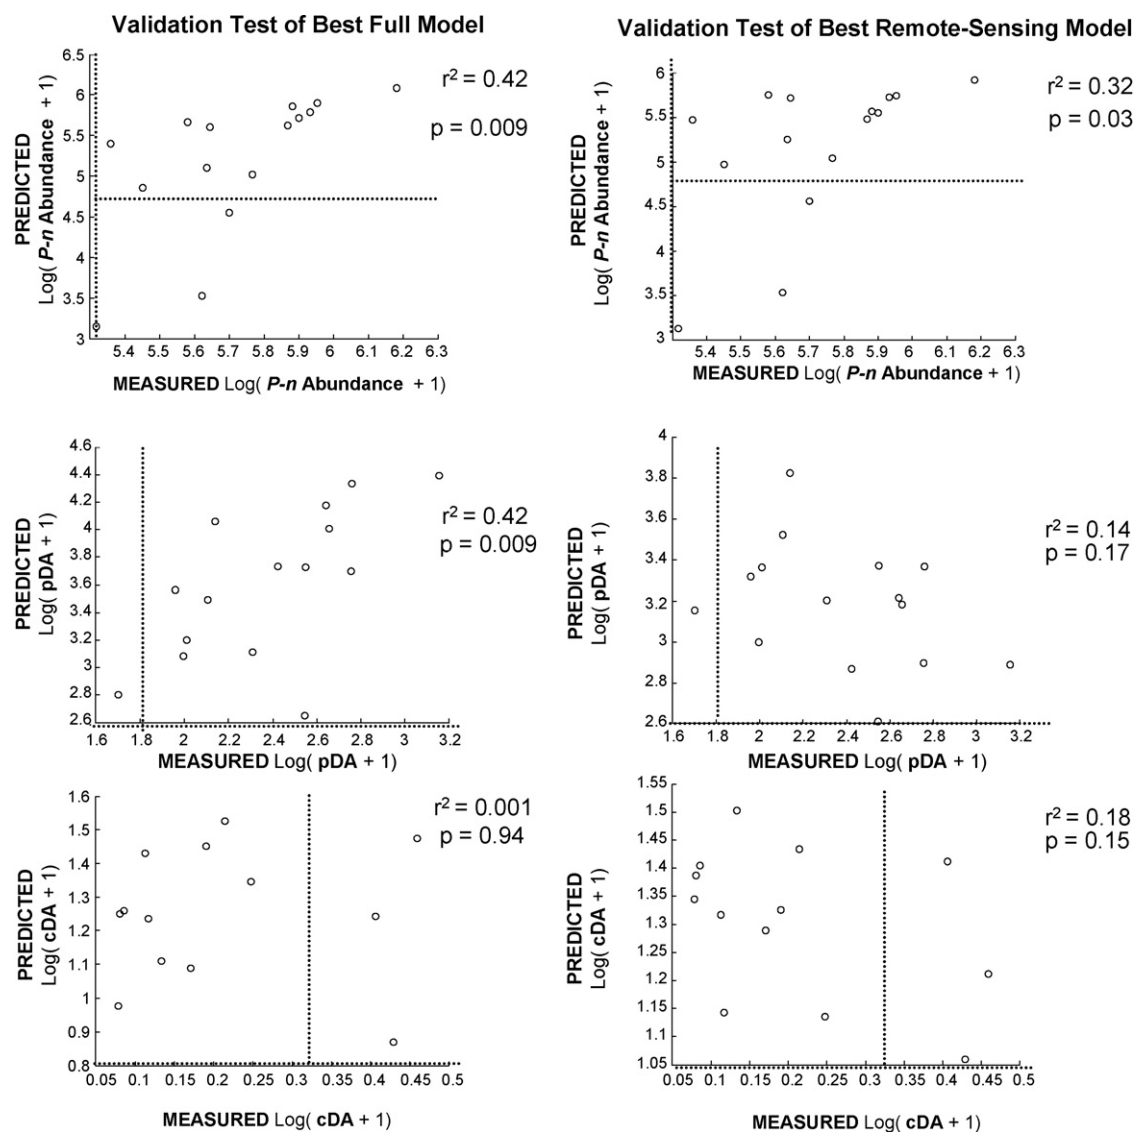 Validation Test of Best Full Model
Validation Test of Best Remote-Sensing Model
PREDICTED
Log( P-n Abundance + 1)
6.5
6
5.5
5
4.5
4
3.5
3
5.4 5.5 5.6 5.7 5.8 5.9 6 6.1 6.2 6.3
MEASURED Log( P-n Abundance + 1)
r² = 0.42
p = 0.009
PREDICTED
Log( P-n Abundance + 1)
6
5.5
5
4.5
4
3.5
3
5.4 5.5 5.6 5.7 5.8 5.9 6 6.1 6.2 6.3
MEASURED Log( P-n Abundance + 1)
r² = 0.32
p = 0.03
PREDICTED
Log( pDA + 1)
4.6
4.4
4.2
4
3.8
3.6
3.4
3.2
3
2.8
2.6
1.6 1.8 2 2.2 2.4 2.6 2.8 3 3.2
MEASURED Log( pDA + 1)
r² = 0.42
p = 0.009
PREDICTED
Log( pDA + 1)
4
3.8
3.6
3.4
3.2
3
2.8
2.6
1.6 1.8 2 2.2 2.4 2.6 2.8 3 3.2
MEASURED Log( pDA + 1)
r² = 0.14
p = 0.17
PREDICTED
Log( cDA + 1)
1.6
1.5
1.4
1.3
1.2
1.1
1
0.9
0.8
0.05 0.1 0.15 0.2 0.25 0.3 0.35 0.4 0.45 0.5
MEASURED Log( cDA + 1)
r² = 0.001
p = 0.94
PREDICTED
Log( cDA + 1)
1.55
1.5
1.45
1.4
1.35
1.3
1.25
1.2
1.15
1.1
1.05
0.05 0.1 0.15 0.2 0.25 0.3 0.35 0.4 0.45 0.5
MEASURED Log( cDA + 1)
r² = 0.18
p = 0.15